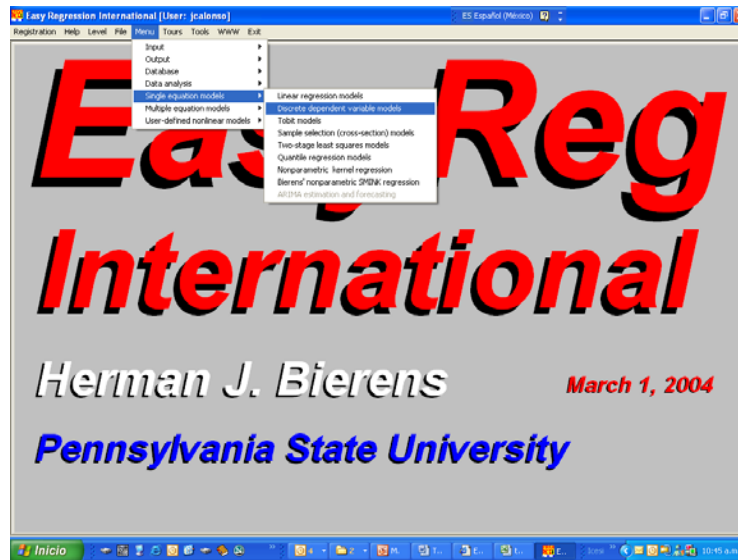 Easy Regression International [User: jcalonso]
ES Español (México)
Registration Help Level File Menu Tours Tools WWW Exit
Input
Output
Database
Data analysis
Single equation models
Multiple equation models
User-defined nonlinear models
Linear regression models
Discrete dependent variable models
Tobit models
Sample selection (cross-section) models
Two-stage least squares models
Quantile regression models
Nonparametric kernel regression
Bierens' nonparametric SMINK regression
ARIMA estimation and forecasting
Reg
International
Herman J. Bierens
March 1, 2004
Pennsylvania State University
Inicio
10:45 a.m.